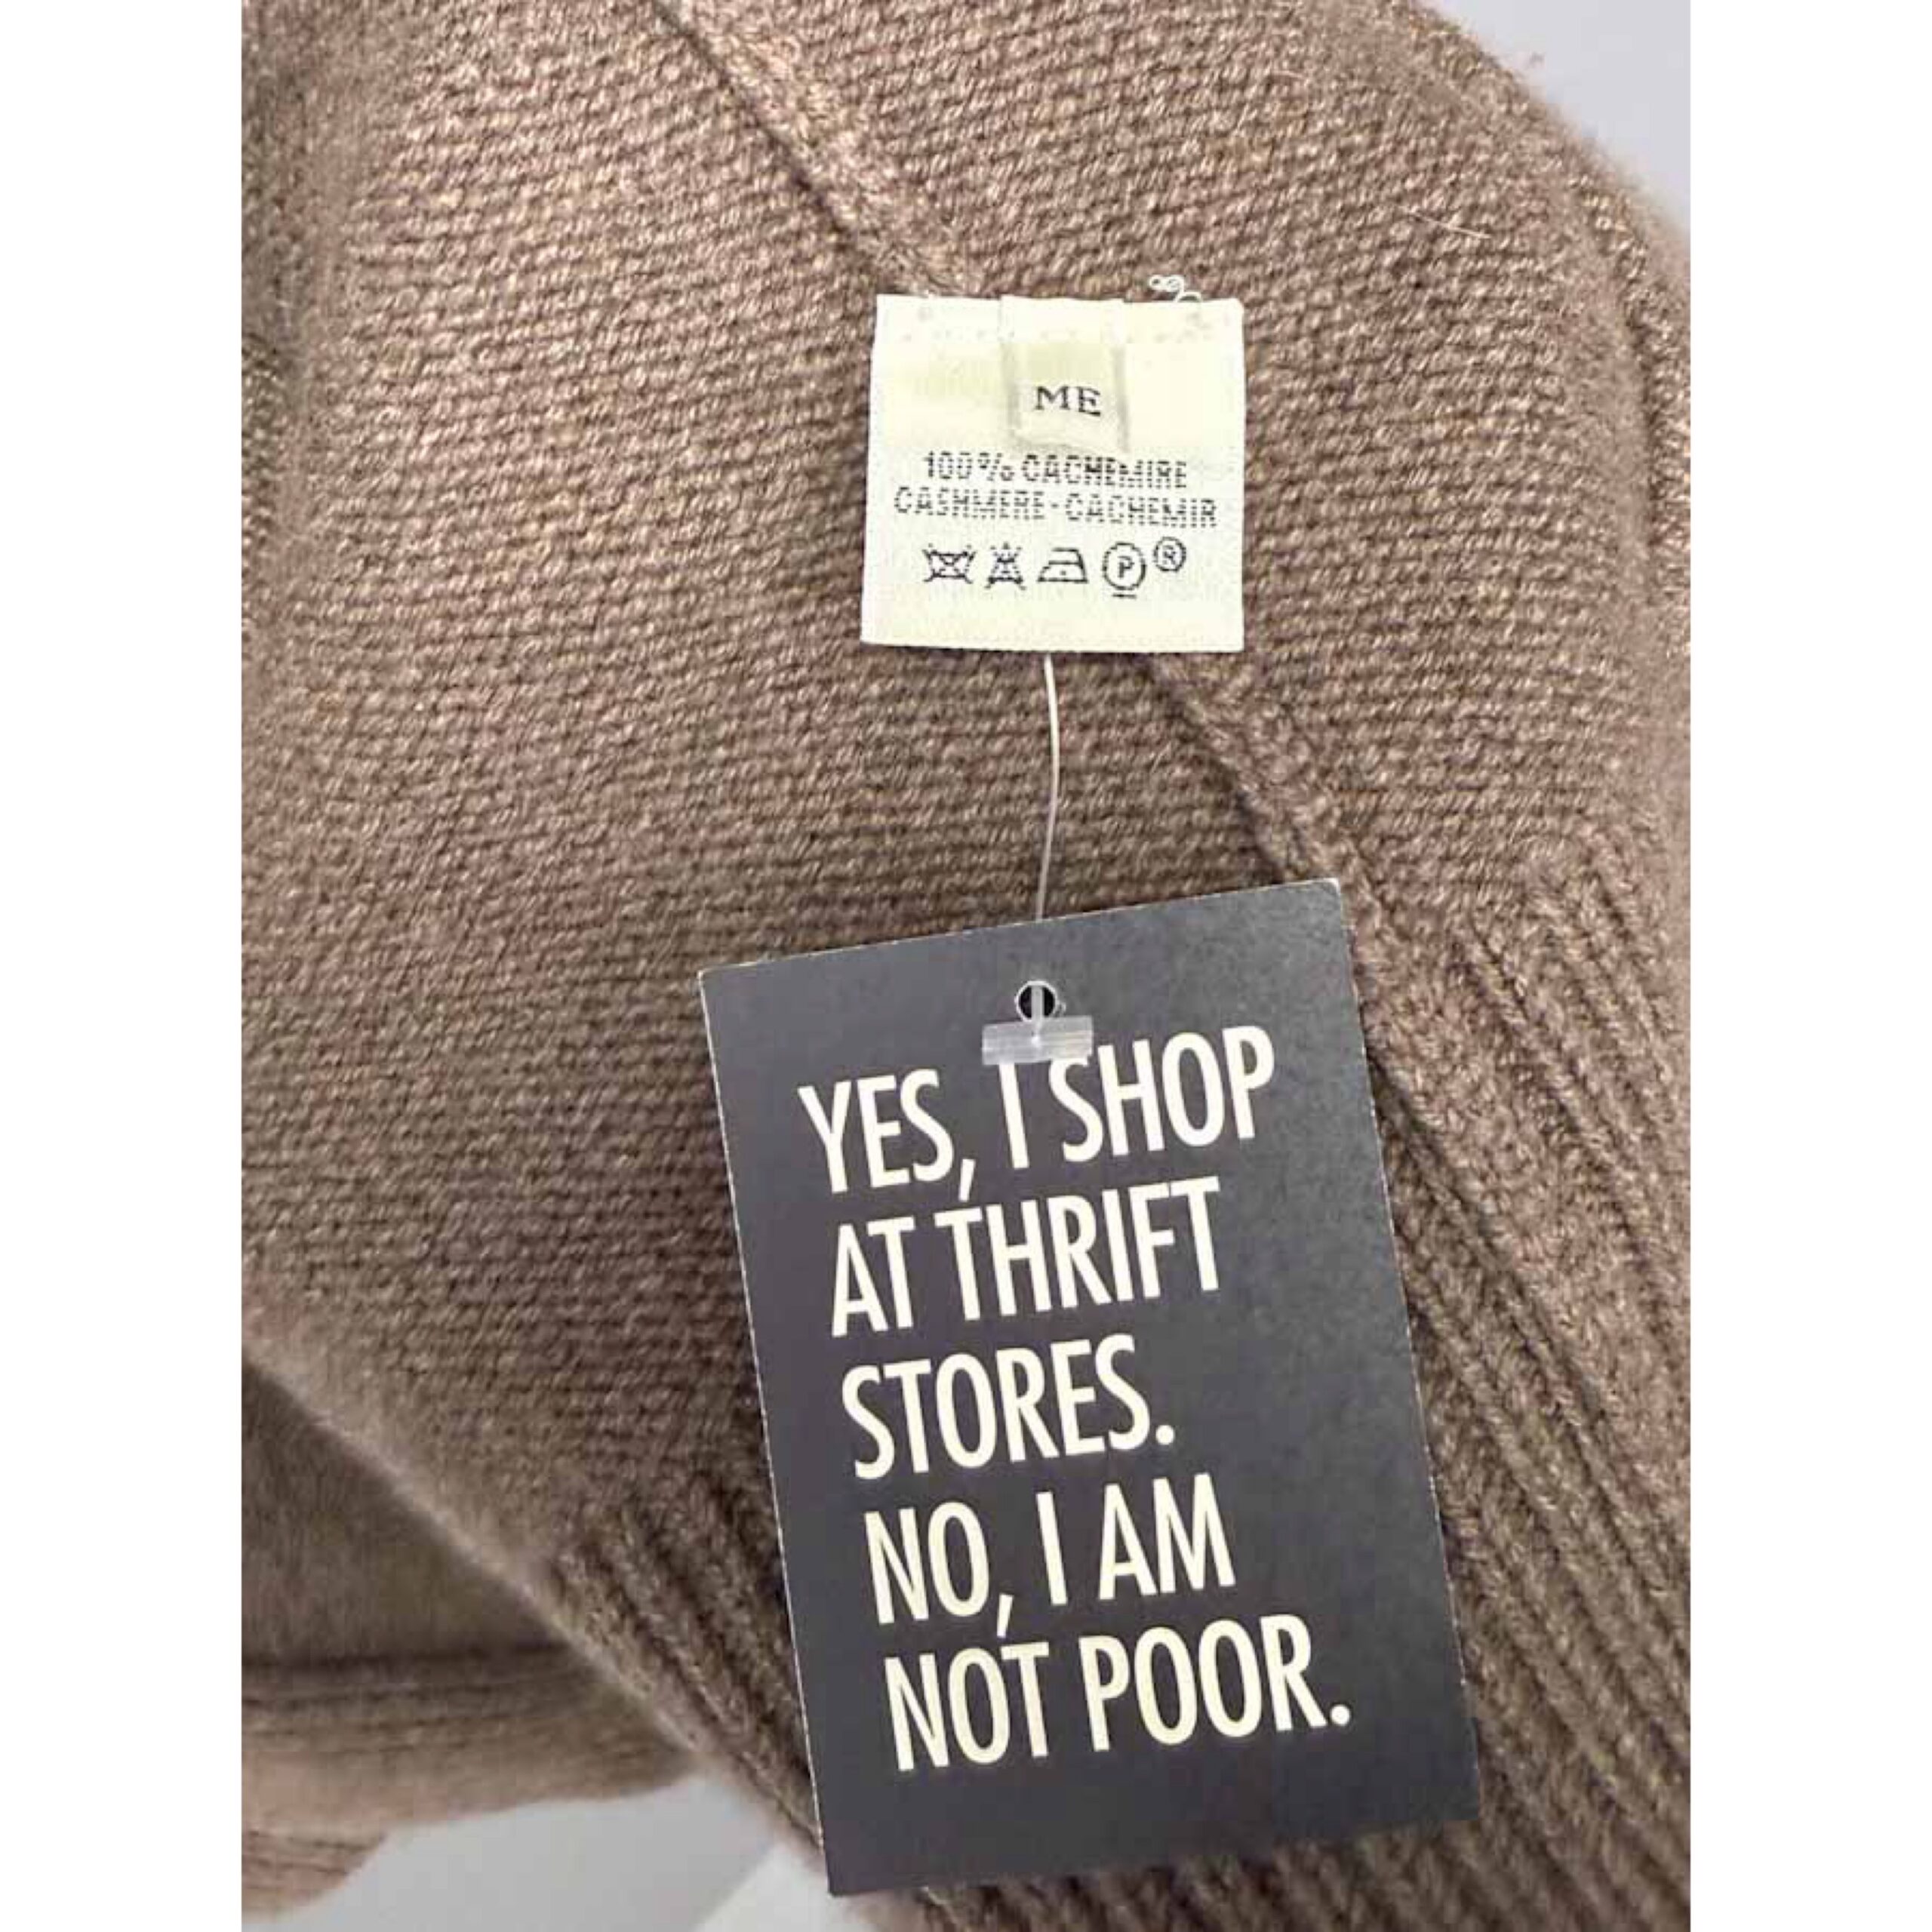 ME
100% CACHEMIRE
CASHMERE-CACHEMIR
P ®
YES, I SHOP
AT THRIFT
STORES.
NO, I AM
NOT POOR.